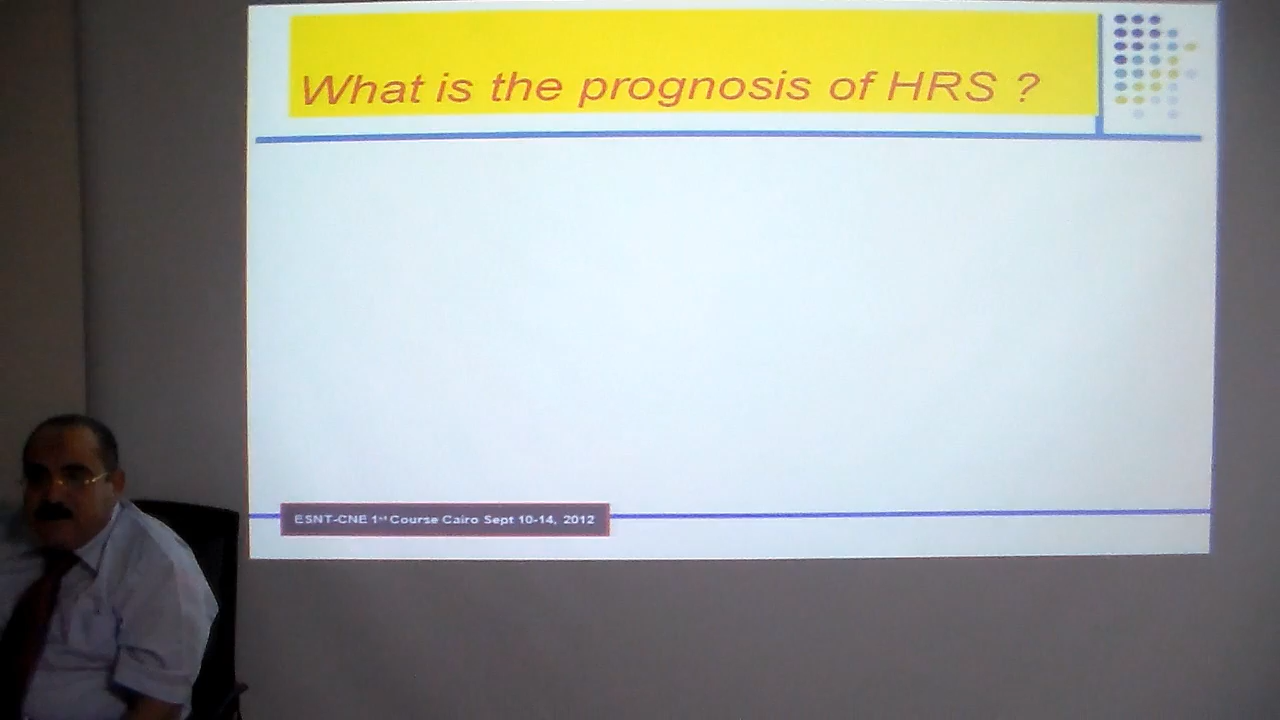 What is the prognosis of HRS ?
ESNT-CNE 1st Course Cairo Sept 10-14, 2012